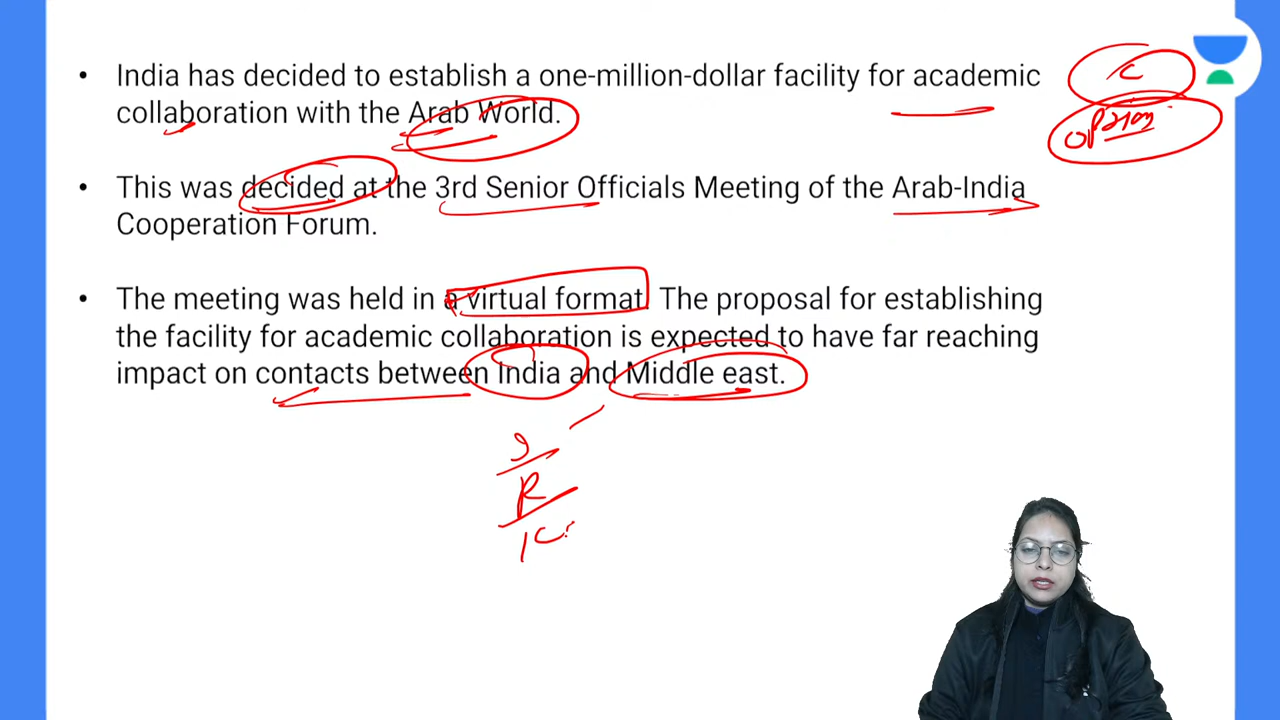 • India has decided to establish a one-million-dollar facility for academic
collaboration with the Arab World.
C
option
• This was decided at the 3rd Senior Officials Meeting of the Arab-India
Cooperation Forum.
• The meeting was held in a virtual format. The proposal for establishing
the facility for academic collaboration is expected to have far reaching
impact on contacts between India and Middle east.
R